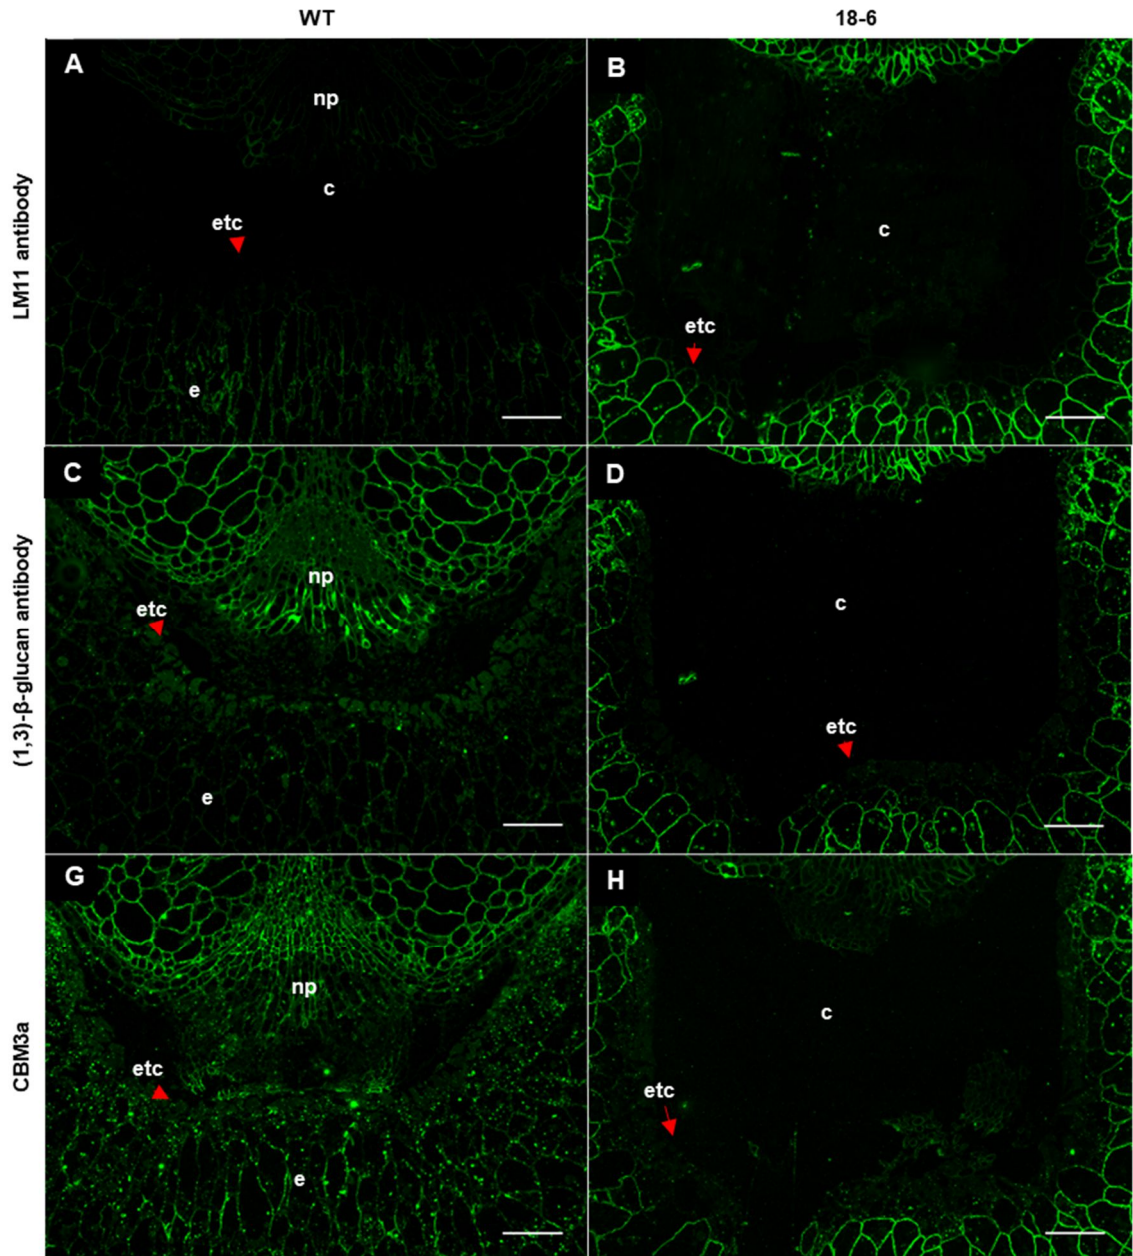 WT 18-6
LM11 antibody
A
np
c
etc
e
B
c
etc
(1,3)-β-glucan antibody
C
np
etc
e
D
c
etc
CBM3a
G
np
etc
e
H
c
etc